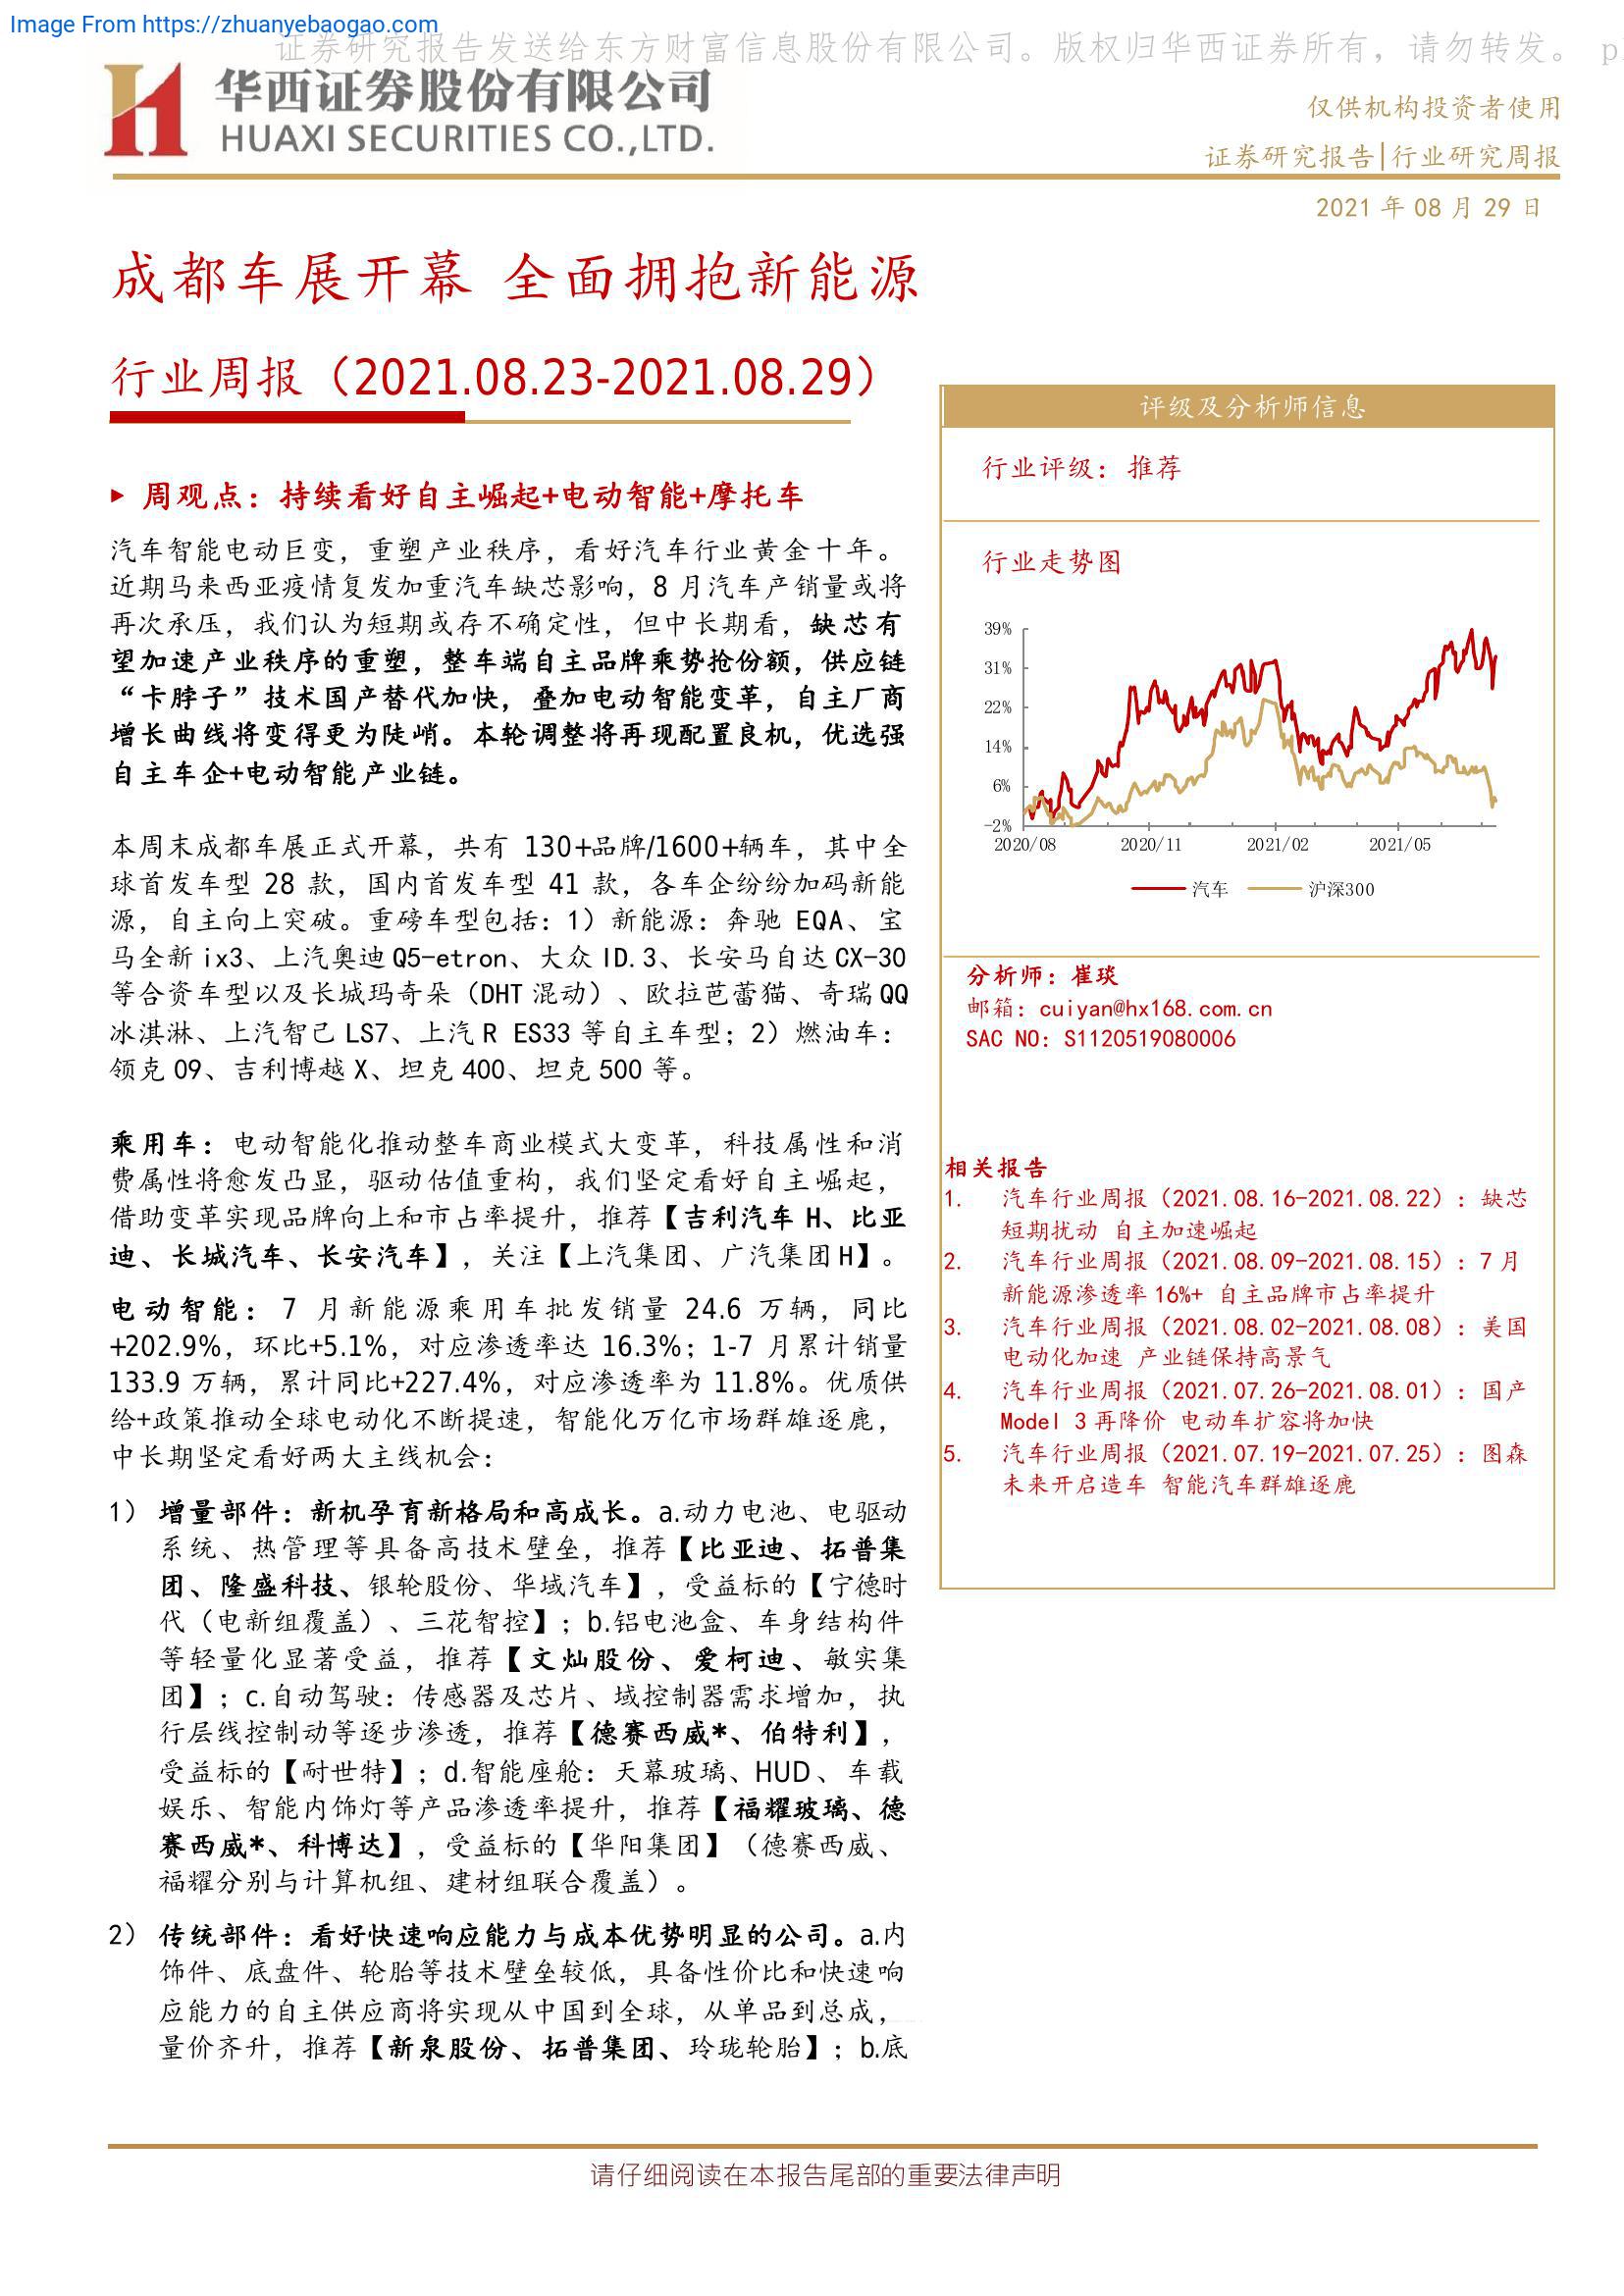 Image From https://zhuanyebaogao.com
证券研究报告发送给东方财富信息股份有限公司。版权归华西证券所有，请勿转发。 p
华西证券股份有限公司
HUAXI SECURITIES CO.,LTD.
仅供机构投资者使用
证券研究报告|行业研究周报
2021 年 08 月 29 日
成都车展开幕 全面拥抱新能源
行业周报（2021.08.23-2021.08.29）
周观点：持续看好自主崛起+电动智能+摩托车
汽车智能电动巨变，重塑产业秩序，看好汽车行业黄金十年。
近期马来西亚疫情复发加重汽车缺芯影响，8 月汽车产销量或将
再次承压，我们认为短期或存不确定性，但中长期看，缺芯有
望加速产业秩序的重塑，整车端自主品牌乘势抢份额，供应链
“卡脖子”技术国产替代加快，叠加电动智能变革，自主厂商
增长曲线将变得更为陡峭。本轮调整将再现配置良机，优选强
自主车企+电动智能产业链。
本周末成都车展正式开幕，共有 130+品牌/1600+辆车，其中全
球首发车型 28 款，国内首发车型 41 款，各车企纷纷加码新能
源，自主向上突破。重磅车型包括：1）新能源：奔驰 EQA、宝
马全新 ix3、上汽奥迪 Q5-etron、大众 ID.3、长安马自达 CX-30
等合资车型以及长城玛奇朵（DHT 混动）、欧拉芭蕾猫、奇瑞 QQ
冰淇淋、上汽智己 LS7、上汽 R ES33 等自主车型；2）燃油车：
领克 09、吉利博越 X、坦克 400、坦克 500 等。
乘用车：电动智能化推动整车商业模式大变革，科技属性和消
费属性将愈发凸显，驱动估值重构，我们坚定看好自主崛起，
借助变革实现品牌向上和市占率提升，推荐【吉利汽车 H、比亚
迪、长城汽车、长安汽车】，关注【上汽集团、广汽集团 H】。
电动智能：7 月新能源乘用车批发销量 24.6 万辆，同比
+202.9%，环比+5.1%，对应渗透率达 16.3%；1-7 月累计销量
133.9 万辆，累计同比+227.4%，对应渗透率为 11.8%。优质供
给+政策推动全球电动化不断提速，智能化万亿市场群雄逐鹿，
中长期坚定看好两大主线机会：
1） 增量部件：新机孕育新格局和高成长。a.动力电池、电驱动
系统、热管理等具备高技术壁垒，推荐【比亚迪、拓普集
团、隆盛科技、银轮股份、华域汽车】，受益标的【宁德时
代（电新组覆盖）、三花智控】；b.铝电池盒、车身结构件
等轻量化显著受益，推荐【文灿股份、爱柯迪、敏实集
团】；c.自动驾驶：传感器及芯片、域控制器需求增加，执
行层线控制动等逐步渗透，推荐【德赛西威*、伯特利】，
受益标的【耐世特】；d.智能座舱：天幕玻璃、HUD、车载
娱乐、智能内饰灯等产品渗透率提升，推荐【福耀玻璃、德
赛西威*、科博达】，受益标的【华阳集团】（德赛西威、
福耀分别与计算机组、建材组联合覆盖）。
2） 传统部件：看好快速响应能力与成本优势明显的公司。a.内
饰件、底盘件、轮胎等技术壁垒较低，具备性价比和快速响
应能力的自主供应商将实现从中国到全球，从单品到总成，
量价齐升，推荐【新泉股份、拓普集团、玲珑轮胎】；b.底
评级及分析师信息
行业评级：推荐
行业走势图
39%
31%
22%
14%
6%
-2%
2020/08 2020/11 2021/02 2021/05
汽车 沪深300
分析师：崔琰
邮箱：cuiyan@hx168.com.cn
SAC NO：S1120519080006
相关报告
1. 汽车行业周报（2021.08.16-2021.08.22）：缺芯
短期扰动 自主加速崛起
2. 汽车行业周报（2021.08.09-2021.08.15）：7 月
新能源渗透率 16%+ 自主品牌市占率提升
3. 汽车行业周报（2021.08.02-2021.08.08）：美国
电动化加速 产业链保持高景气
4. 汽车行业周报（2021.07.26-2021.08.01）：国产
Model 3 再降价 电动车扩容将加快
5. 汽车行业周报（2021.07.19-2021.07.25）：图森
未来开启造车 智能汽车群雄逐鹿
请仔细阅读在本报告尾部的重要法律声明